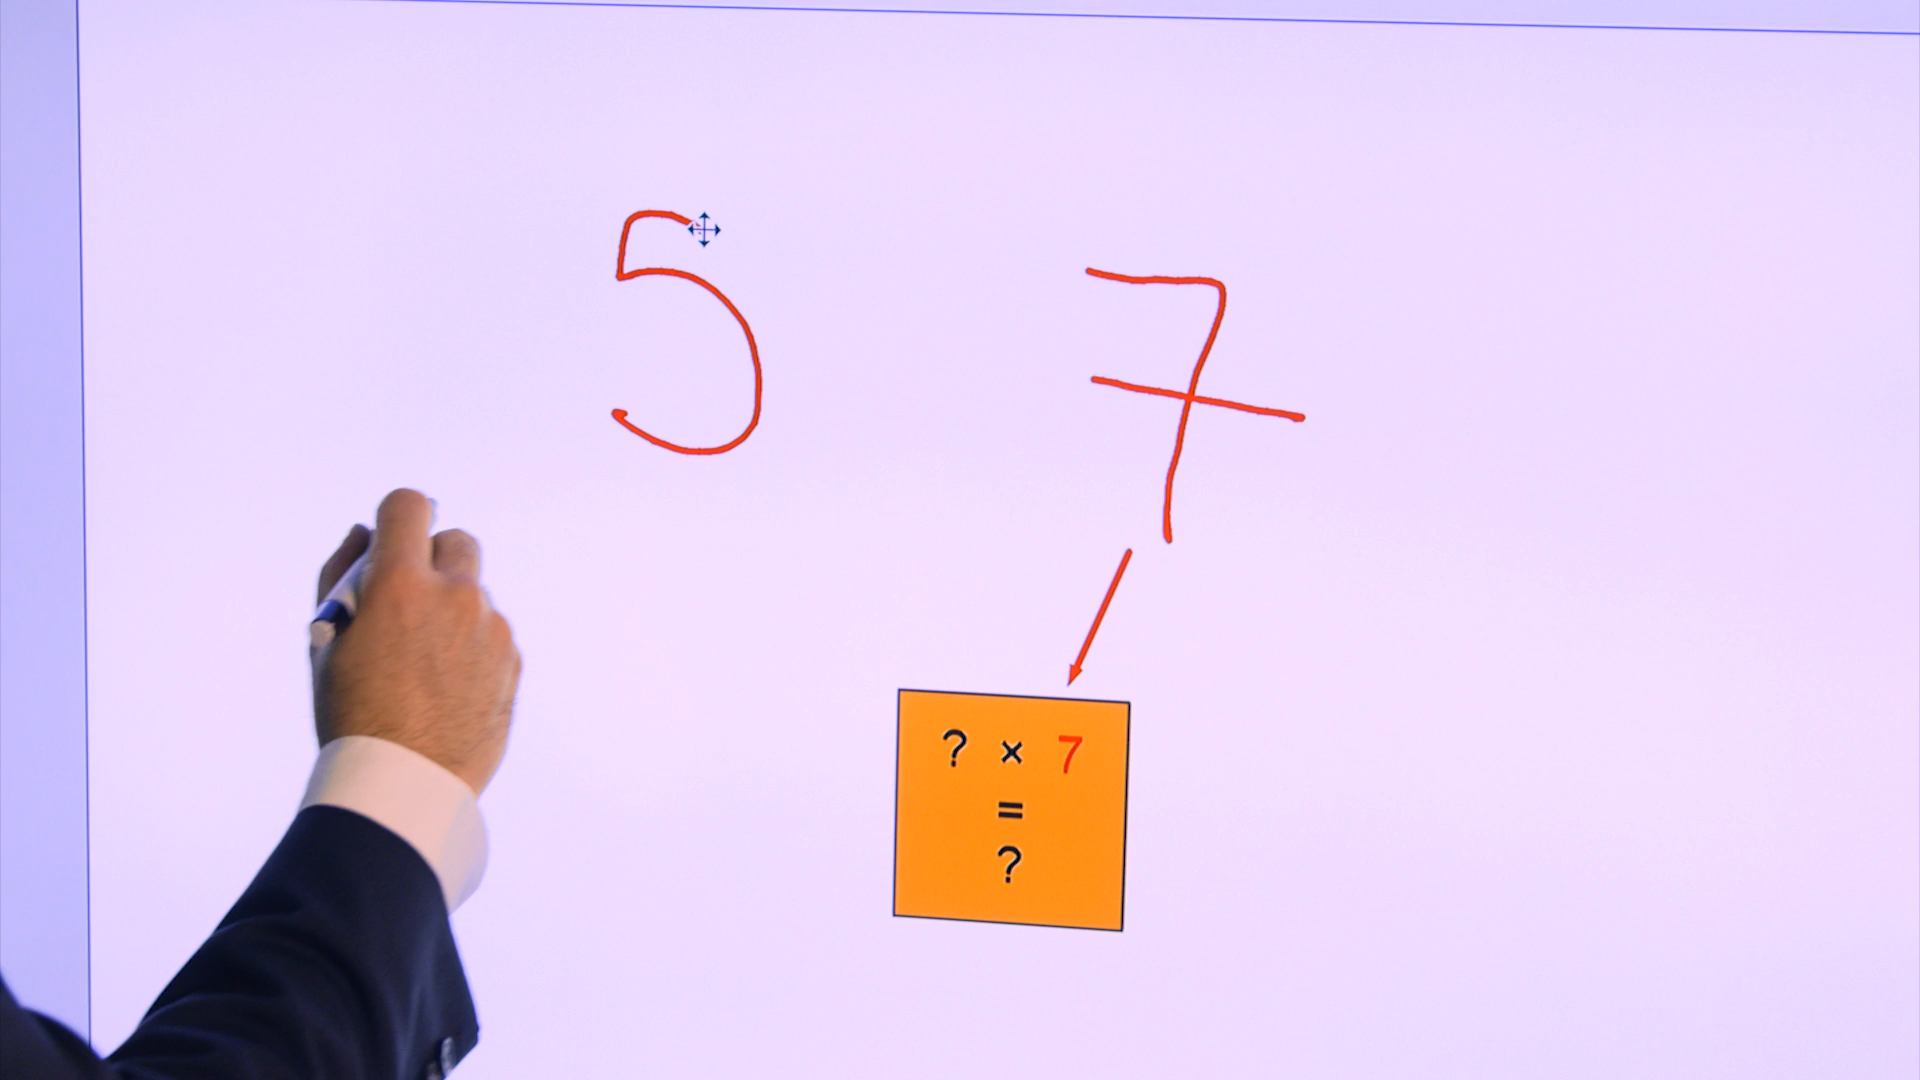 5 7
? × 7
=
?